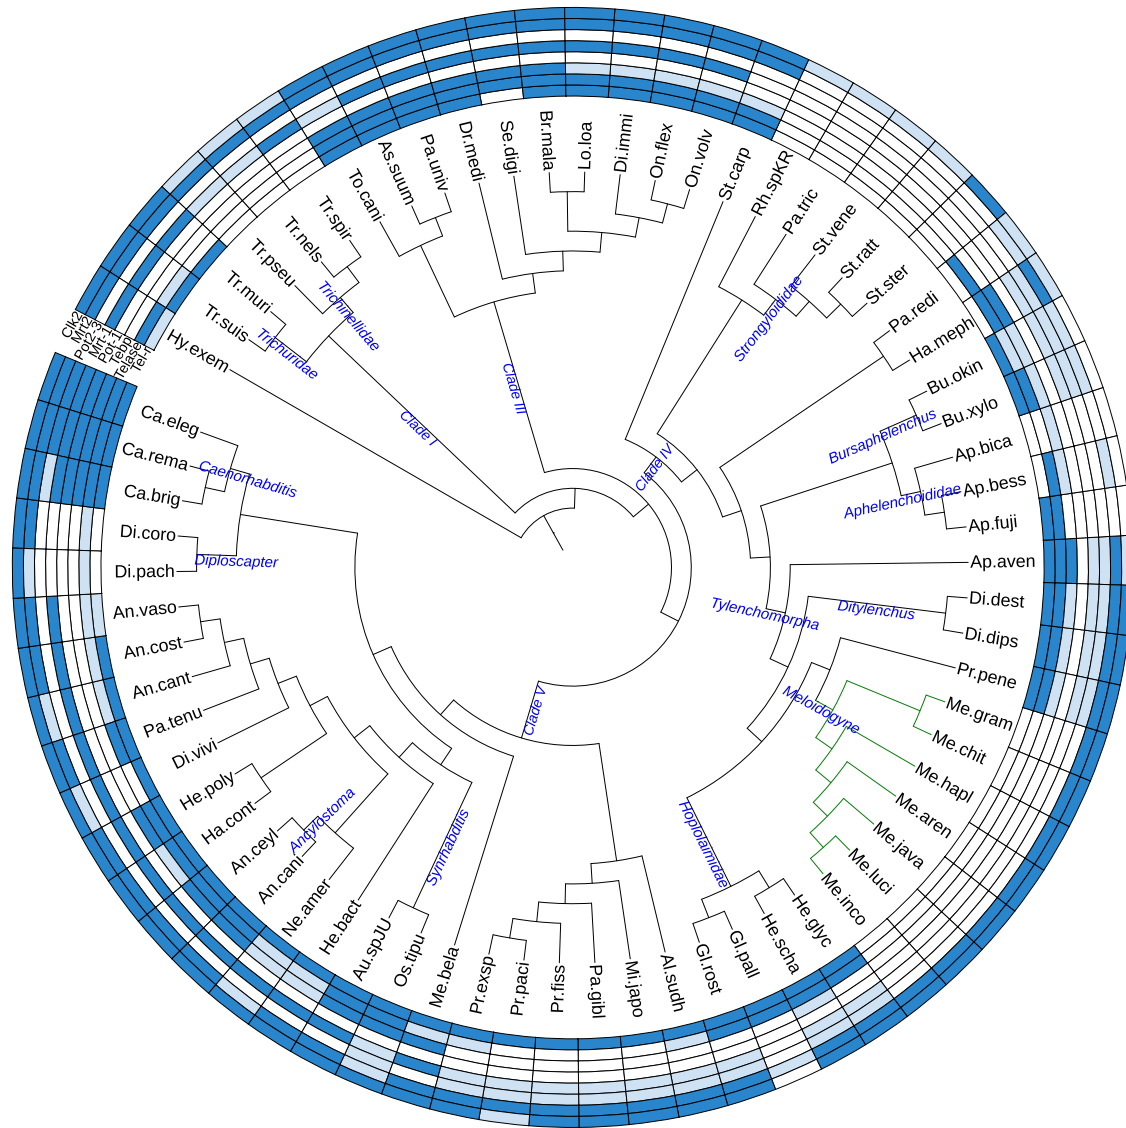 Clk2
Mrt-2
Pot2-3
Mrt-1
Pot-1
Tebp
Telase
Tel-r
Hy.exem
Tr.suis
Tr.muri
Tr.pseu
Tr.nels
Tr.spir
To.cani
As.suum
Pa.univ
Dr.medi
Se.digi
Br.mala
Lo.loa
Di.immi
On.flex
On.volv
St.carp
Rh.spKR
Pa.tric
St.vene
St.ratt
St.ster
Pa.redi
Ha.meph
Bu.okin
Bu.xylo
Ap.bica
Ap.bess
Ap.fuji
Ap.aven
Di.dest
Di.dips
Pr.pene
Me.gram
Me.chit
Me.hapl
Me.aren
Me.java
Me.luci
Me.inco
He.glyc
He.scha
Gl.pall
Gl.rost
Al.sudh
Mi.japo
Pa.gibl
Pr.fiss
Pr.paci
Pr.exsp
Me.bela
Os.tipu
Au.spJU
He.bact
Ne.amer
An.cani
An.ceyl
Ha.cont
He.poly
Di.vivi
Pa.tenu
An.cant
An.cost
An.vaso
Di.pach
Di.coro
Ca.brig
Ca.rema
Ca.eleg
Trichinellidae
Trichuridae
Clade I
Clade III
Clade IV
Strongyloididae
Bursaphelenchus
Aphelenchoididae
Tylenchomorpha
Ditylenchus
Meloidogyne
Hoplolaimidae
Clade V
Synrhabditis
Ancylostoma
Diploscapter
Caenorhabditis